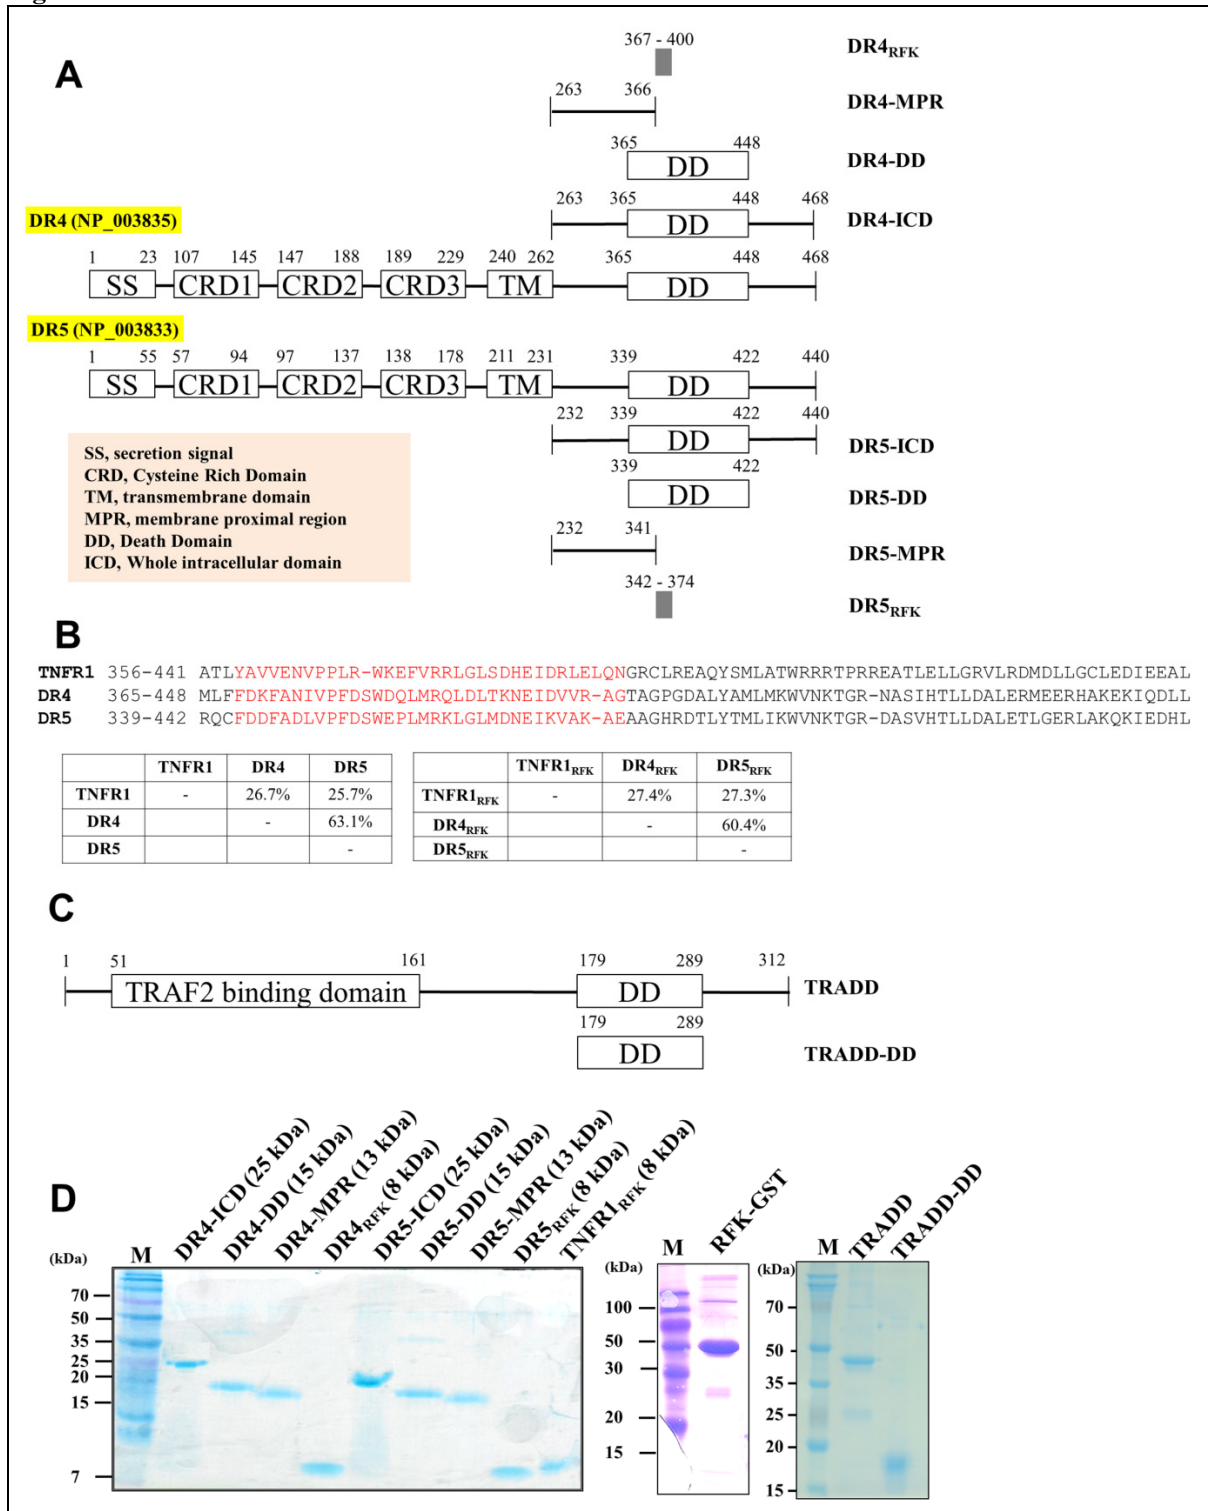 A
367 - 400
DR4RFK
263 366
DR4-MPR
365 448
DD
DR4-DD
DR4 (NP_003835)
263 365 448 468
DD
DR4-ICD
1 23 107 145 147 188 189 229 240 262 365 448 468
SS CRD1 CRD2 CRD3 TM DD
DR5 (NP_003833)
1 55 57 94 97 137 138 178 211 231 339 422 440
SS CRD1 CRD2 CRD3 TM DD
232 339 422 440
DD
DR5-ICD
339 422
DD
DR5-DD
232 341
DR5-MPR
342 - 374
DR5RFK
SS, secretion signal
CRD, Cysteine Rich Domain
TM, transmembrane domain
MPR, membrane proximal region
DD, Death Domain
ICD, Whole intracellular domain
B
TNFR1 356-441 ATLYAVVENVPPLR-WKEFVRRLGLSDHEIDRLELQNGRCLREAQYSMLATWRRRTPRREATLELLGRVLRDMDLLGCLEDIEEAL
DR4 365-448 MLFFDKFANIVPFDSWDQLMRQLDLTKNEIDVVR-AGTAGPGDALYAMLMKWVNKTGR-NASIHTLLDALERMEERHAKEKIQDLL
DR5 339-442 RQCFDDFADLVPFDSWEPLMRKLGLMDNEIKVAK-AEAAGHRDTLYTMLIKWVNKTGR-DASVHTLLDALETLGERLAKQKIEDHL
TNFR1 DR4 DR5
TNFR1 - 26.7% 25.7%
DR4 - 63.1%
DR5 -
TNFR1RFK DR4RFK DR5RFK
TNFR1RFK - 27.4% 27.3%
DR4RFK - 60.4%
DR5RFK -
C
1 51 161 179 289 312
TRAF2 binding domain DD
TRADD
179 289
DD
TRADD-DD
D
(kDa) M DR4-ICD (25 kDa) DR4-DD (15 kDa) DR4-MPR (13 kDa) DR4RFK (8 kDa) DR5-ICD (25 kDa) DR5-DD (15 kDa) DR5-MPR (13 kDa) DR5RFK (8 kDa) TNFR1RFK (8 kDa)
70
50
35
25
20
15
7
(kDa) M RFK-GST
100
50
30
20
15
(kDa) M TRADD TRADD-DD
70
50
35
25
20
15